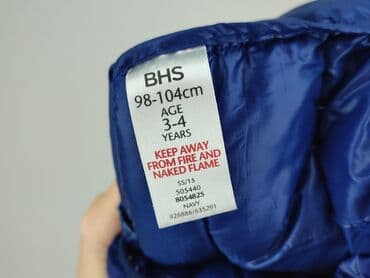 BHS
98-104cm
AGE
3-4
YEARS
KEEP AWAY
FROM FIRE AND
NAKED FLAME
SS/15
505440
8054825
NAVY
926886/835291